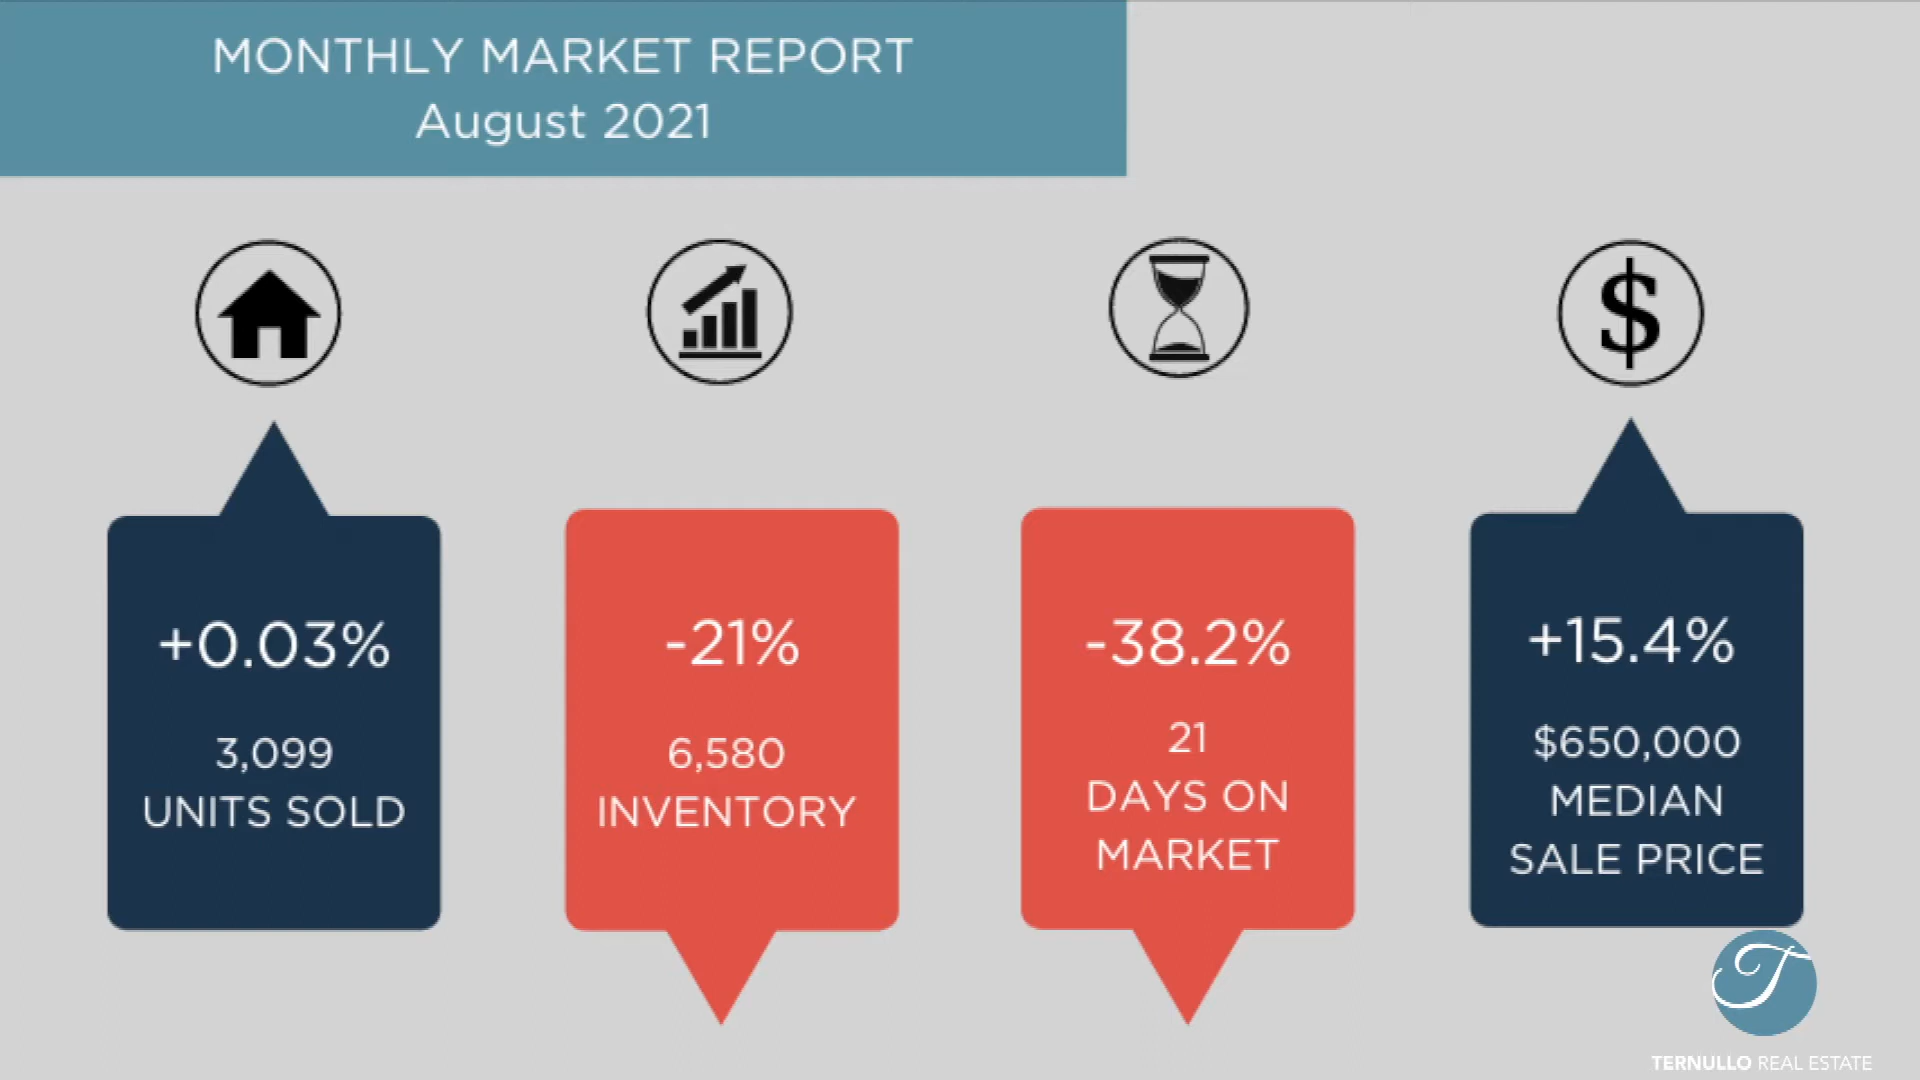 MONTHLY MARKET REPORT
August 2021
$
+0.03%
3,099
UNITS SOLD
-21%
6,580
INVENTORY
-38.2%
21
DAYS ON
MARKET
+15.4%
$650,000
MEDIAN
SALE PRICE
T
TERNULLO REAL ESTATE